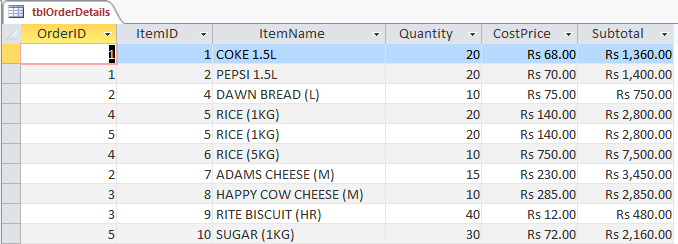 tblOrderDetails
OrderID ItemID ItemName Quantity CostPrice Subtotal
1 1 COKE 1.5L 20 Rs 68.00 Rs 1,360.00
1 2 PEPSI 1.5L 20 Rs 70.00 Rs 1,400.00
2 4 DAWN BREAD (L) 10 Rs 75.00 Rs 750.00
4 5 RICE (1KG) 20 Rs 140.00 Rs 2,800.00
5 5 RICE (1KG) 20 Rs 140.00 Rs 2,800.00
4 6 RICE (5KG) 10 Rs 750.00 Rs 7,500.00
2 7 ADAMS CHEESE (M) 15 Rs 230.00 Rs 3,450.00
3 8 HAPPY COW CHEESE (M) 10 Rs 285.00 Rs 2,850.00
3 9 RITE BISCUIT (HR) 40 Rs 12.00 Rs 480.00
5 10 SUGAR (1KG) 30 Rs 72.00 Rs 2,160.00